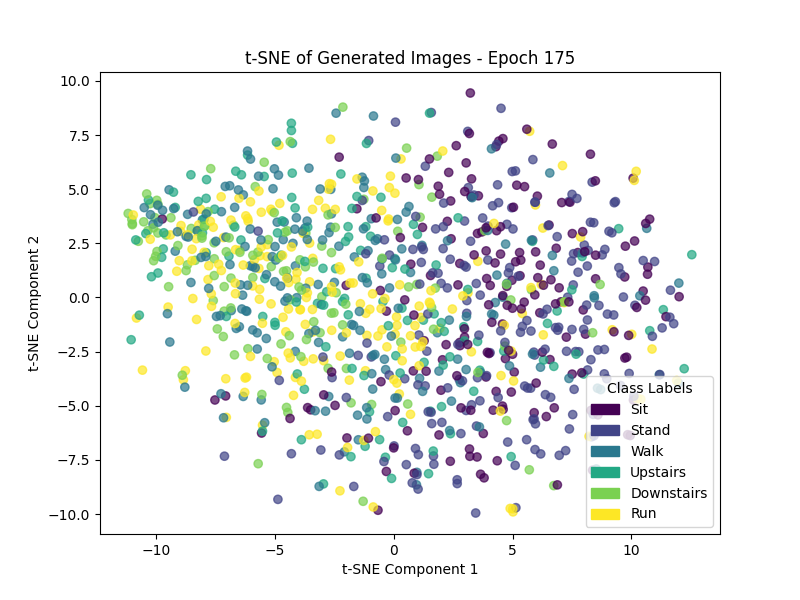 t-SNE of Generated Images - Epoch 175
10.0
7.5
5.0
2.5
0.0
−2.5
−5.0
−7.5
−10.0
t-SNE Component 2
Class Labels
Sit
Stand
Walk
Upstairs
Downstairs
Run
−10
−5
0
5
10
t-SNE Component 1